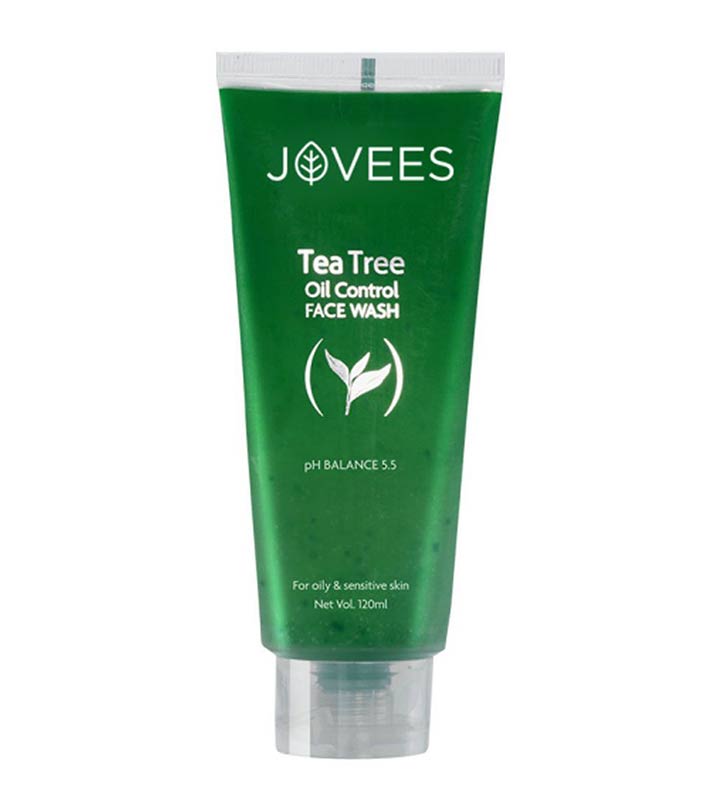 JOVEES
Tea Tree
Oil Control
FACE WASH
pH BALANCE 5.5
For oily & sensitive skin
Net Vol. 120ml